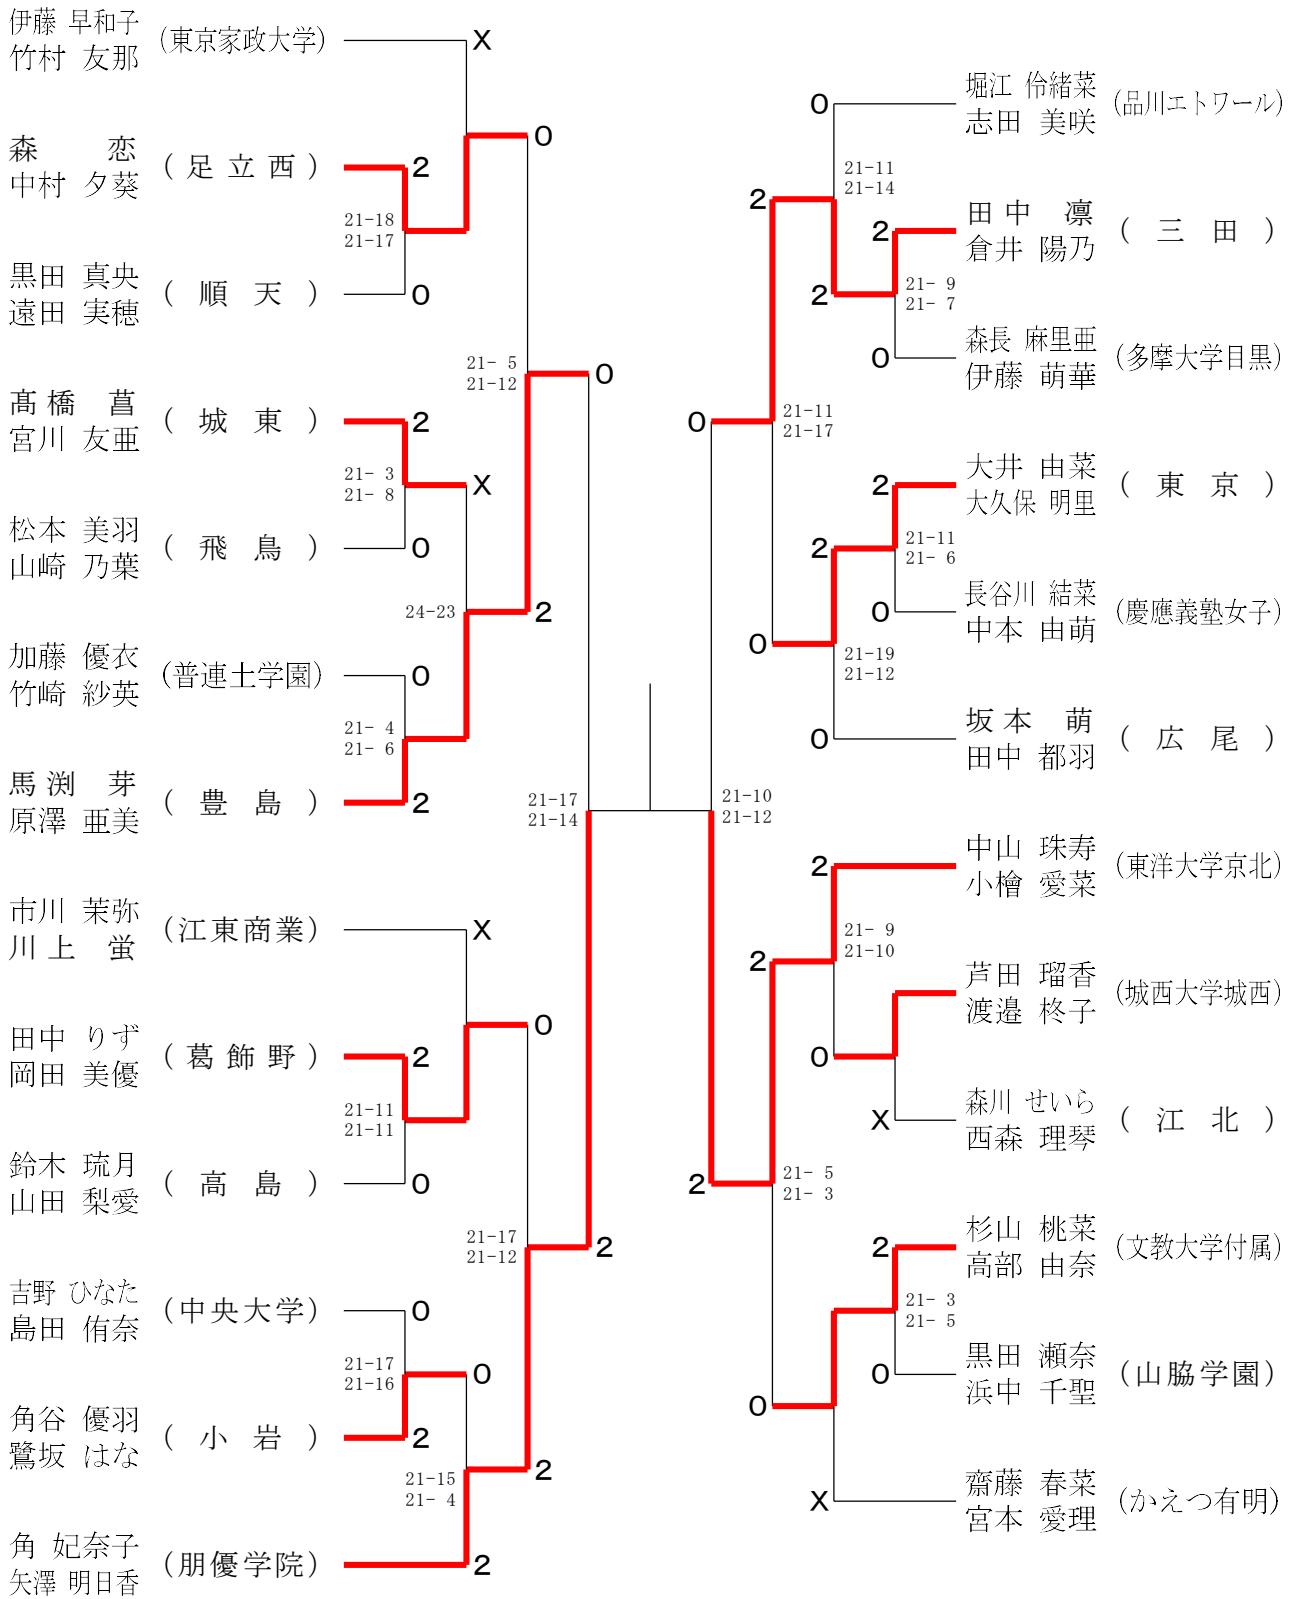 伊藤 早和子
竹村 友那
(東京家政大学)
X
0
森 恋
中村 夕葵
( 足 立 西 )
2
21-18
21-17
黒田 真央
遠田 実穂
( 順 天 )
0
21- 5
21-12
0
髙橋 菖
宮川 友亜
( 城 東 )
2
21- 3
21- 8
X
松本 美羽
山崎 乃葉
( 飛 鳥 )
0
24-23
2
加藤 優衣
竹崎 紗英
(普連土学園)
0
21- 4
21- 6
馬渕 芽
原澤 亜美
( 豊 島 )
2
21-17
21-14
市川 茉弥
川上 蛍
(江東商業)
X
0
田中 りず
岡田 美優
( 葛 飾 野 )
2
21-11
21-11
鈴木 琉月
山田 梨愛
( 高 島 )
0
21-17
21-12
2
吉野 ひなた
島田 侑奈
(中央大学)
0
21-17
21-16
0
角谷 優羽
鷺坂 はな
( 小 岩 )
2
21-15
21- 4
2
角 妃奈子
矢澤 明日香
(朋優学院)
2
0
堀江 伶緒菜
志田 美咲
(品川エトワール)
21-11
21-14
2
2
田中 凛
倉井 陽乃
( 三 田 )
2
21- 9
21- 7
0
森長 麻里亜
伊藤 萌華
(多摩大学目黒)
0
21-11
21-17
2
大井 由菜
大久保 明里
( 東 京 )
2
21-11
21- 6
0
長谷川 結菜
中本 由萌
(慶應義塾女子)
0
21-19
21-12
0
坂本 萌
田中 都羽
( 広 尾 )
21-10
21-12
2
中山 珠寿
小檜 愛菜
(東洋大学京北)
21- 9
21-10
2
芦田 瑠香
渡邉 柊子
(城西大学城西)
0
X
森川 せいら
西森 理琴
( 江 北 )
2
21- 5
21- 3
2
杉山 桃菜
高部 由奈
(文教大学付属)
21- 3
21- 5
0
黒田 瀬奈
浜中 千聖
(山脇学園)
0
X
齋藤 春菜
宮本 愛理
(かえつ有明)